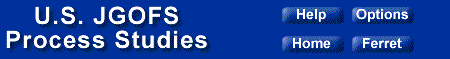 U.S. JGOFS
Process Studies
Help Options
Home Ferret